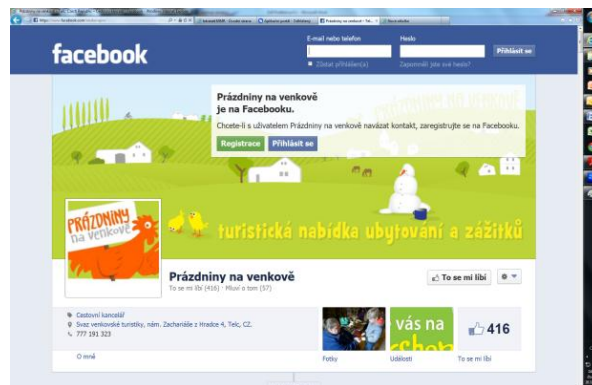 facebook
E-mail nebo telefon
Heslo
Přihlásit se
Zůstat přihlášen(a)
Zapomněli jste své heslo?
Prázdniny na venkově
je na Facebooku.
Chcete-li s uživatelem Prázdniny na venkově navázat kontakt, zaregistrujte se na Facebooku.
Registrace
Přihlásit se
PRÁZDNINY
na venkově
turistická nabídka ubytování a zážitků
Prázdniny na venkově
To se mi líbí (416) · Mluví o tom (57)
To se mi líbí
Cestovní kancelář
Svaz venkovské turistiky, nám. Zachariáše z Hradce 4, Telc, CZ.
777 191 323
O mně
vás na
416
Fotky
Události
To se mi líbí